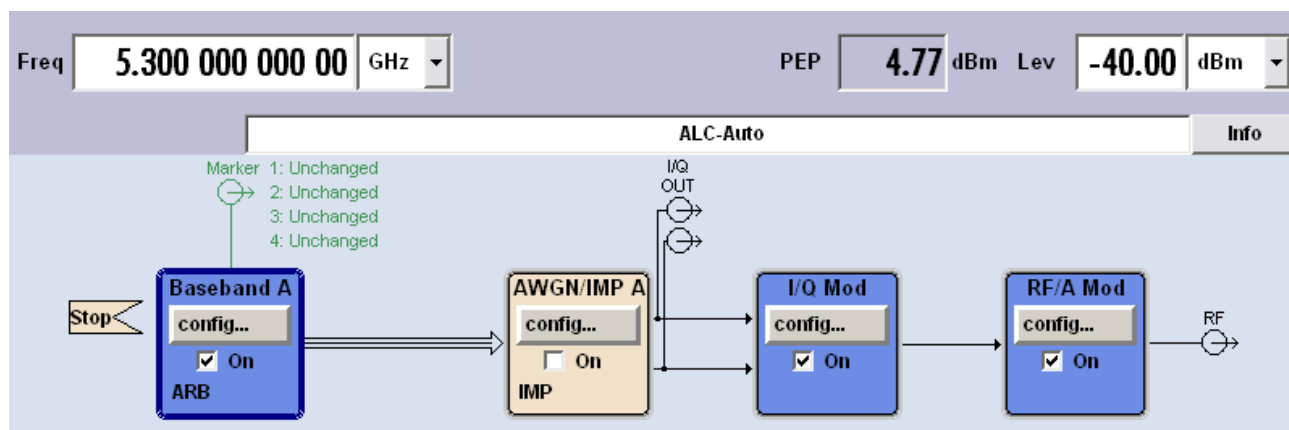 Freq 5.300 000 000 00 GHz PEP 4.77 dBm Lev -40.00 dBm
ALC-Auto Info
Marker 1: Unchanged
2: Unchanged
3: Unchanged
4: Unchanged
I/Q
OUT
Stop
Baseband A
config...
On
ARB
AWGN/IMP A
config...
On
IMP
I/Q Mod
config...
On
RF/A Mod
config...
On
RF